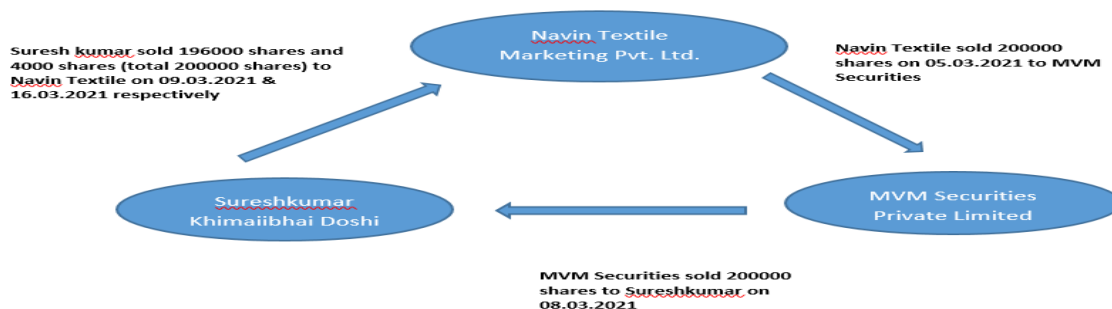 Suresh kumar sold 196000 shares and
4000 shares (total 200000 shares) to
Navin Textile on 09.03.2021 &
16.03.2021 respectively
Navin Textile
Marketing Pvt. Ltd.
Navin Textile sold 200000
shares on 05.03.2021 to MVM
Securities
Sureshkumar
Khimaiibhai Doshi
MVM Securities
Private Limited
MVM Securities sold 200000
shares to Sureshkumar on
08.03.2021